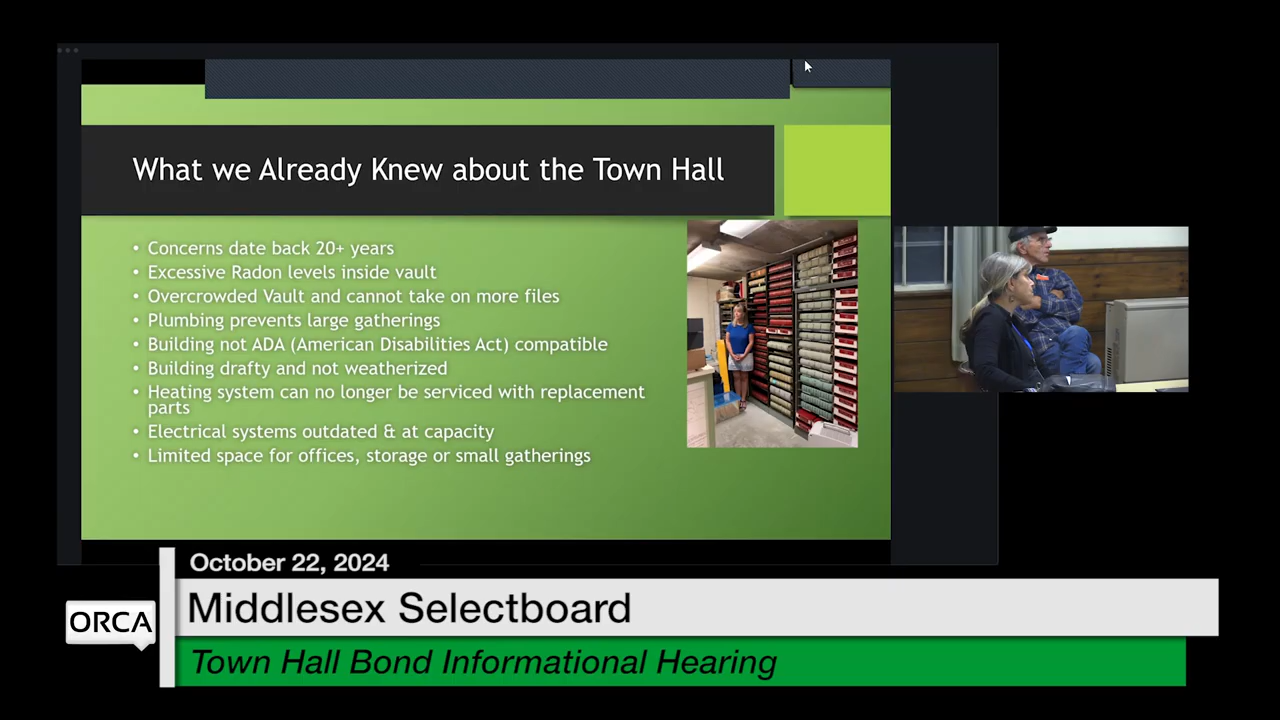 What we Already Knew about the Town Hall
• Concerns date back 20+ years
• Excessive Radon levels inside vault
• Overcrowded Vault and cannot take on more files
• Plumbing prevents large gatherings
• Building not ADA (American Disabilities Act) compatible
• Building drafty and not weatherized
• Heating system can no longer be serviced with replacement
parts
• Electrical systems outdated & at capacity
• Limited space for offices, storage or small gatherings
October 22, 2024
ORCA
Middlesex Selectboard
Town Hall Bond Informational Hearing